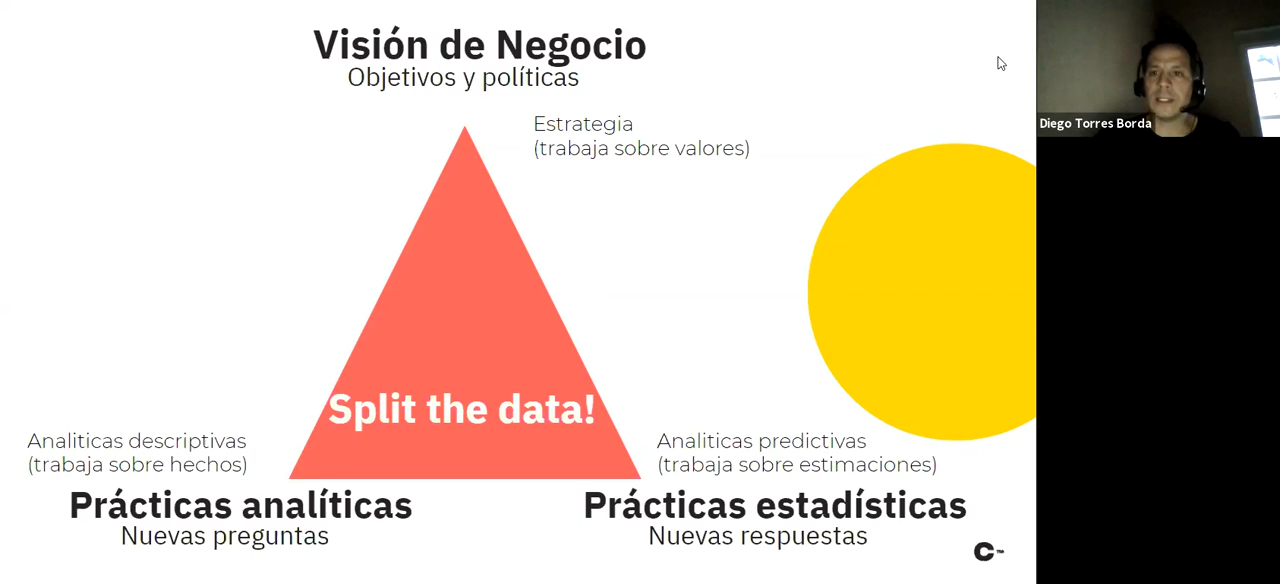 Visión de Negocio
Objetivos y políticas
Estrategia
(trabaja sobre valores)
Diego Torres Borda
Split the data!
Analiticas descriptivas
(trabaja sobre hechos)
Analiticas predictivas
(trabaja sobre estimaciones)
Prácticas analíticas
Nuevas preguntas
Prácticas estadísticas
Nuevas respuestas
C™